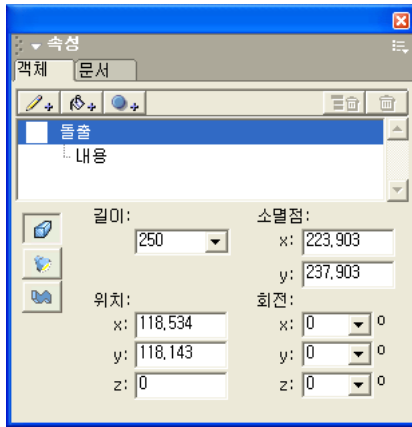 속성
객체 문서
돌출
내용
길이: 소멸점:
250 x: 223,903
y: 237,903
위치: 회전:
x: 118,534 x: 0 º
y: 118,143 y: 0 º
z: 0 z: 0 º